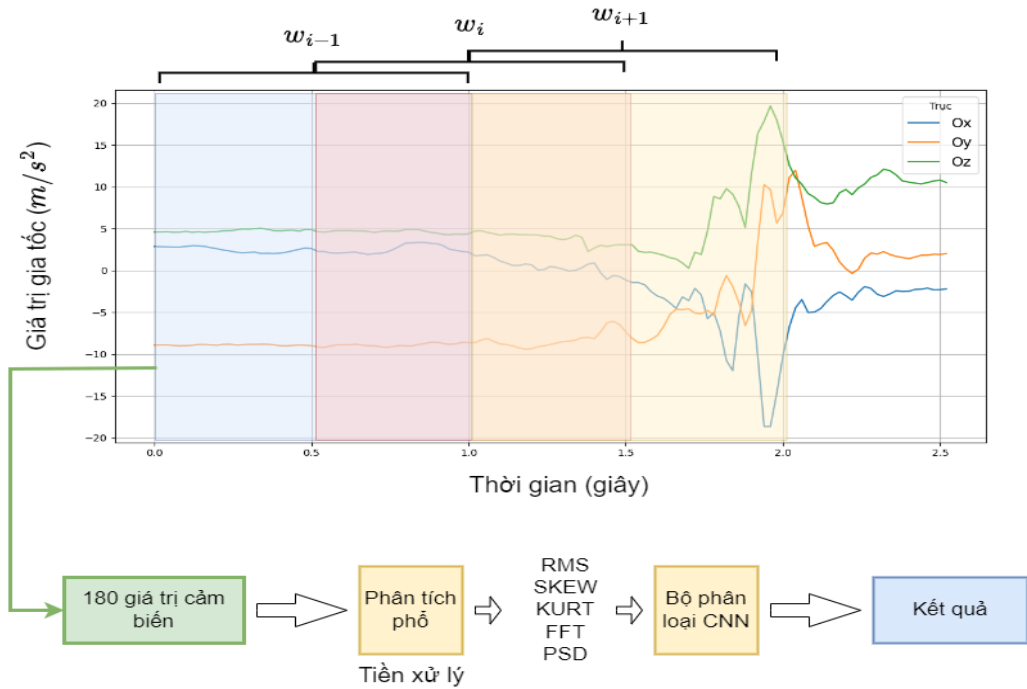 w_{i-1}
w_i
w_{i+1}
Giá trị gia tốc (m/s²)
20
15
10
5
0
−5
−10
−15
−20
Trục
Ox
Oy
Oz
0.0
0.5
1.0
1.5
2.0
2.5
Thời gian (giây)
180 giá trị cảm
biến
Phân tích
phổ
Tiền xử lý
RMS
SKEW
KURT
FFT
PSD
Bộ phân
loại CNN
Kết quả